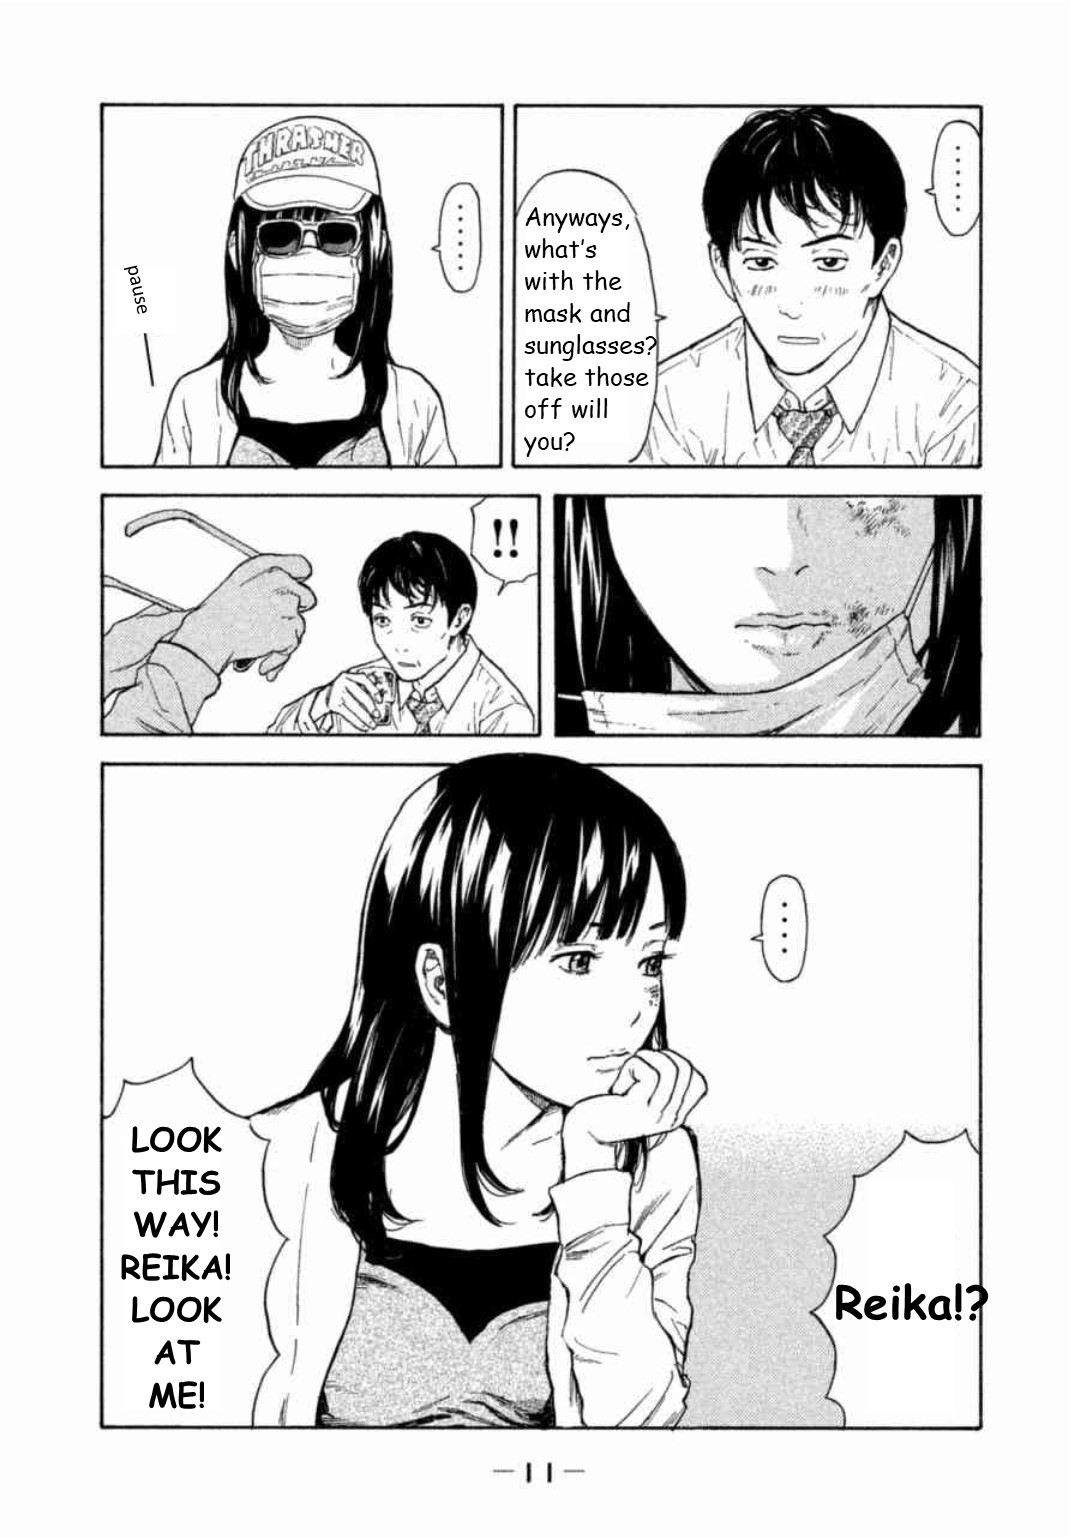 ......
Anyways,
what's
with the
mask and
sunglasses?
take those
off will
you?
THRASHER
.....
pause
!!
....
Reika!?
LOOK
THIS
WAY!
REIKA!
LOOK
AT
ME!
—11—